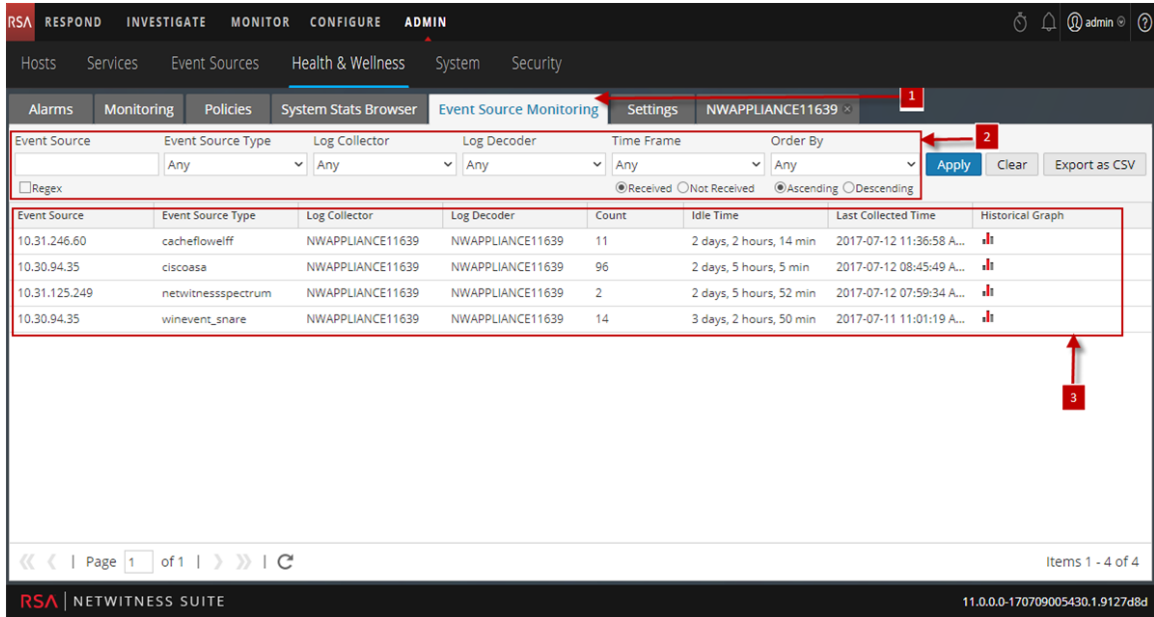 RSA RESPOND INVESTIGATE MONITOR CONFIGURE ADMIN admin ?
Hosts Services Event Sources Health & Wellness System Security
Alarms Monitoring Policies System Stats Browser Event Source Monitoring Settings NWAPPLIANCE11639 × 1
Event Source Event Source Type Log Collector Log Decoder Time Frame Order By 2
Any Any Any Any Any Apply Clear Export as CSV
Regex Received Not Received Ascending Descending
Event Source Event Source Type Log Collector Log Decoder Count Idle Time Last Collected Time Historical Graph
10.31.246.60 cacheflowelff NWAPPLIANCE11639 NWAPPLIANCE11639 11 2 days, 2 hours, 14 min 2017-07-12 11:36:58 A...
10.30.94.35 ciscoasa NWAPPLIANCE11639 NWAPPLIANCE11639 96 2 days, 5 hours, 5 min 2017-07-12 08:45:49 A...
10.31.125.249 netwitnessspectrum NWAPPLIANCE11639 NWAPPLIANCE11639 2 2 days, 5 hours, 52 min 2017-07-12 07:59:34 A...
10.30.94.35 winevent_snare NWAPPLIANCE11639 NWAPPLIANCE11639 14 3 days, 2 hours, 50 min 2017-07-11 11:01:19 A...
3
Page 1 of 1 Items 1 - 4 of 4
RSA NETWITNESS SUITE 11.0.0.0-170709005430.1.9127d8d